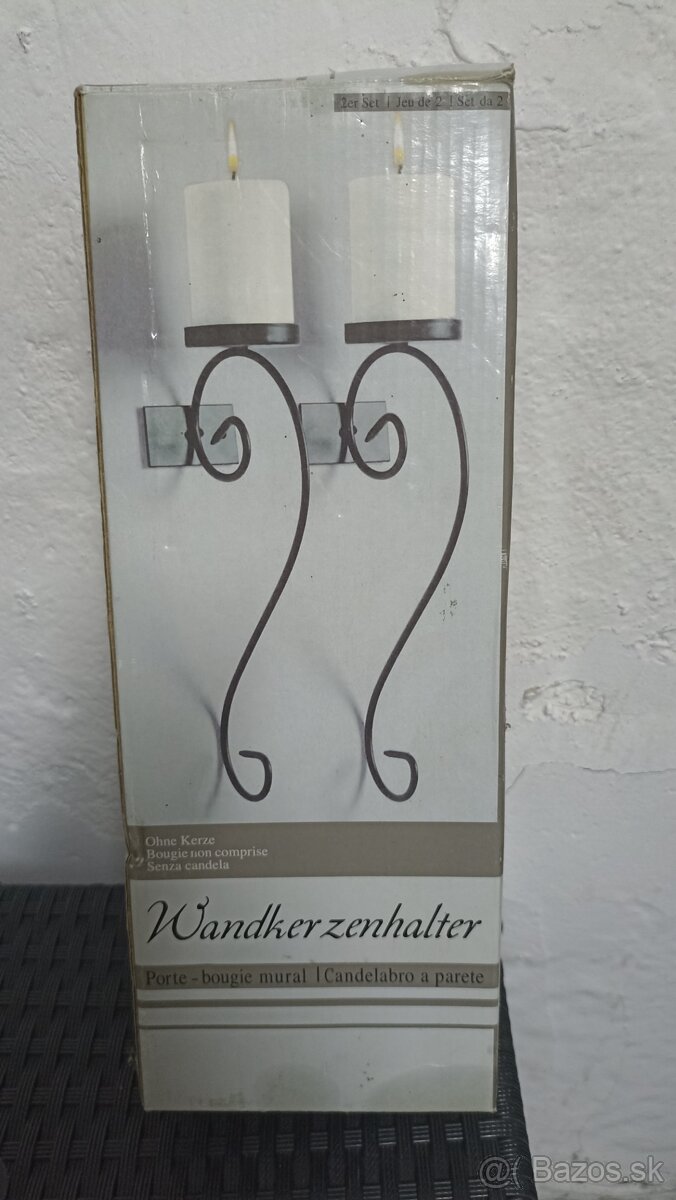 2er Set | Jeu de 2 | Set da 2
Ohne Kerze
Bougie non comprise
Senza candela
Wandkerzenhalter
Porte - bougie mural | Candelabro a parete
@ Bazos.sk